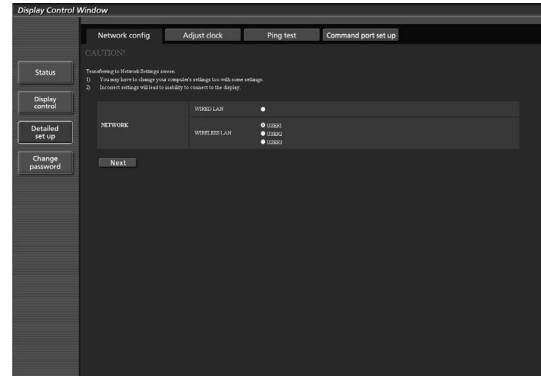 Display Control Window
Network config
Adjust clock
Ping test
Command port set up
CAUTION!
Transferring to Network Settings screen.
1) You may have to change your computer's settings too with some settings.
2) Incorrect settings will lead to inability to connect to the display.
Status
Display control
Detailed set up
Change password
NETWORK
WIRED LAN
WIRELESS LAN
USER1
USER2
USER3
Next